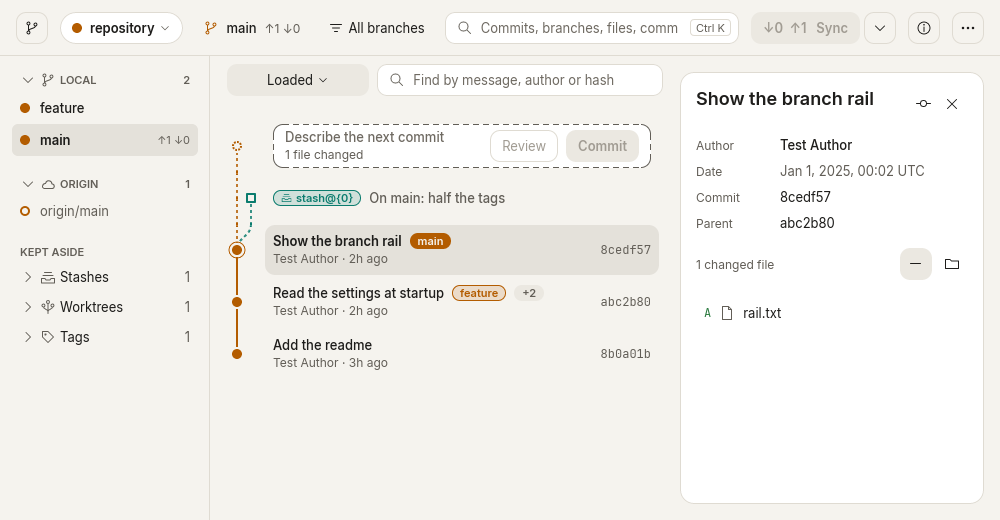 repository
main ↑1 ↓0
All branches
Commits, branches, files, comm
Ctrl K
↓0 ↑1 Sync
LOCAL 2
feature
main ↑1 ↓0
ORIGIN 1
origin/main
KEPT ASIDE
Stashes 1
Worktrees 1
Tags 1
Loaded
Find by message, author or hash
Describe the next commit
1 file changed
Review
Commit
stash@{0} On main: half the tags
Show the branch rail main
Test Author · 2h ago
8cedf57
Read the settings at startup feature +2
Test Author · 2h ago
abc2b80
Add the readme
Test Author · 3h ago
8b0a01b
Show the branch rail
Author Test Author
Date Jan 1, 2025, 00:02 UTC
Commit 8cedf57
Parent abc2b80
1 changed file
A rail.txt